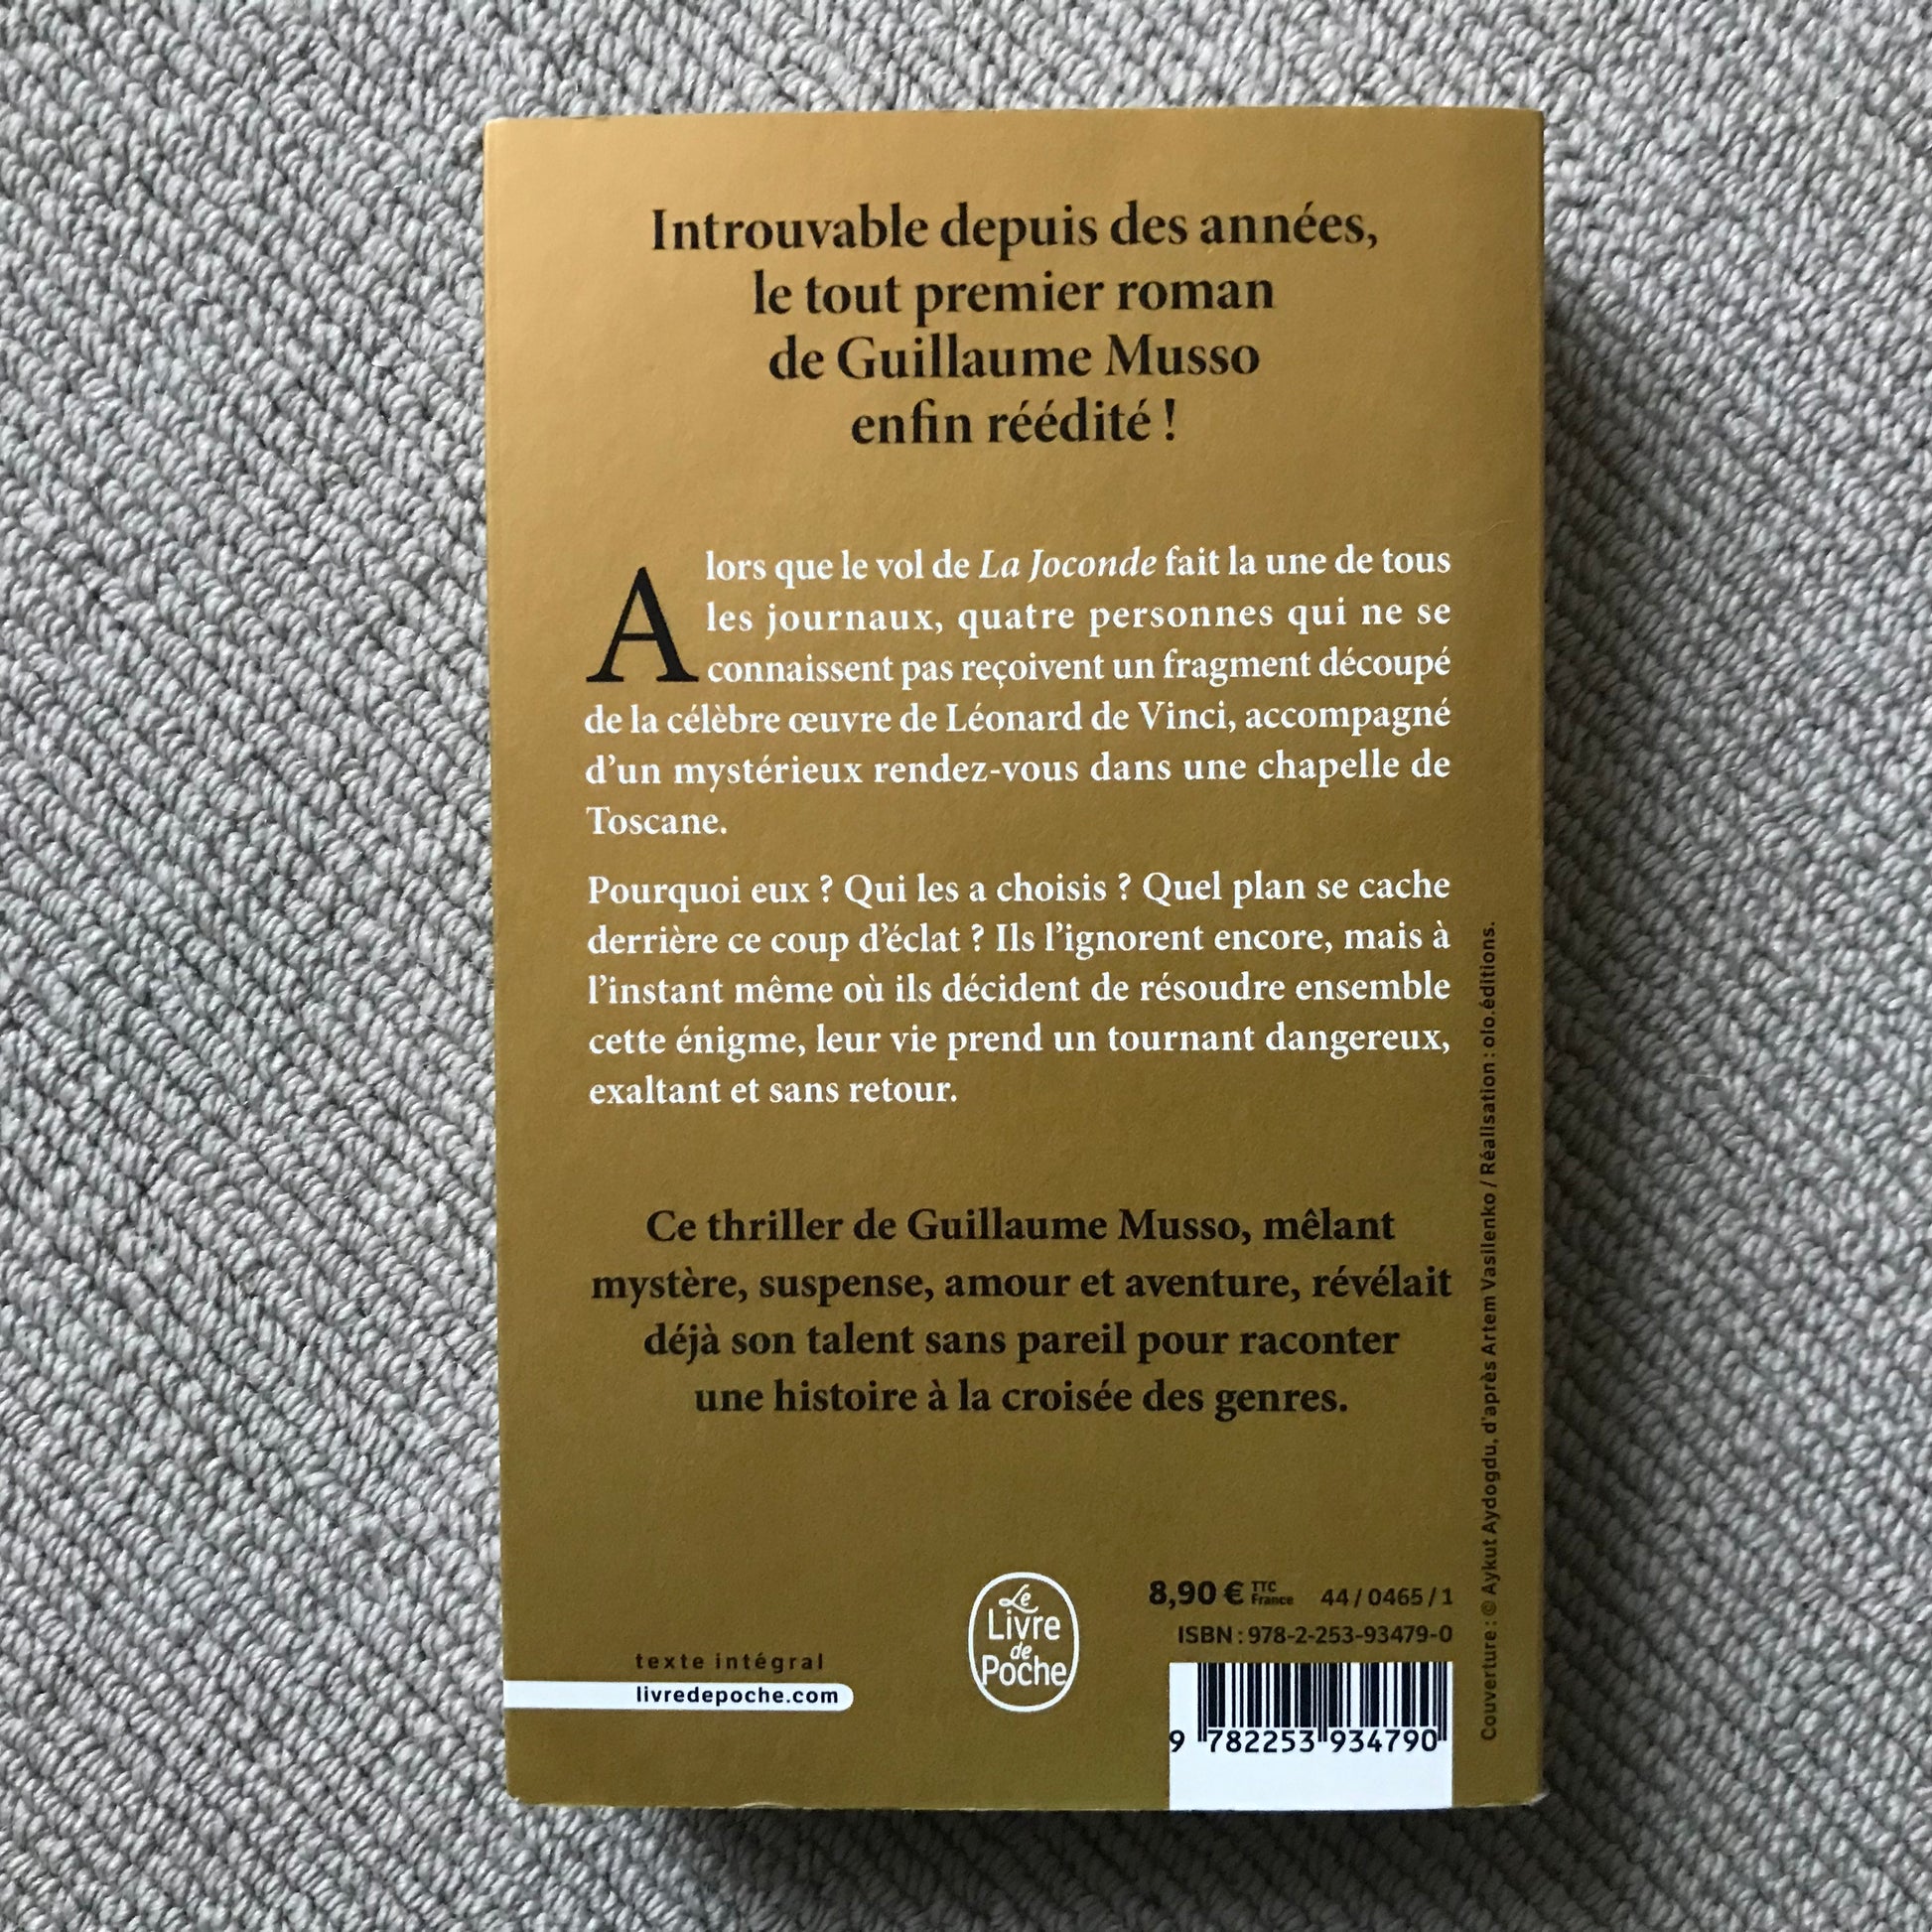 Introuvable depuis des années,
le tout premier roman
de Guillaume Musso
enfin réédité !
Alors que le vol de La Joconde fait la une de tous
les journaux, quatre personnes qui ne se
connaissent pas reçoivent un fragment découpé
de la célèbre œuvre de Léonard de Vinci, accompagné
d'un mystérieux rendez-vous dans une chapelle de
Toscane.
Pourquoi eux ? Qui les a choisis ? Quel plan se cache
derrière ce coup d'éclat ? Ils l'ignorent encore, mais à
l'instant même où ils décident de résoudre ensemble
cette énigme, leur vie prend un tournant dangereux,
exaltant et sans retour.
Ce thriller de Guillaume Musso, mêlant
mystère, suspense, amour et aventure, révélait
déjà son talent sans pareil pour raconter
une histoire à la croisée des genres.
texte intégral
livredepoche.com
Le
Livre
de
Poche
8,90 € TTC France 44 / 0465 / 1
ISBN : 978-2-253-93479-0
9 782253 934790
Couverture : © Aykut Aydogdu, d'après Artem Vasilenko / Réalisation : olo.éditions.